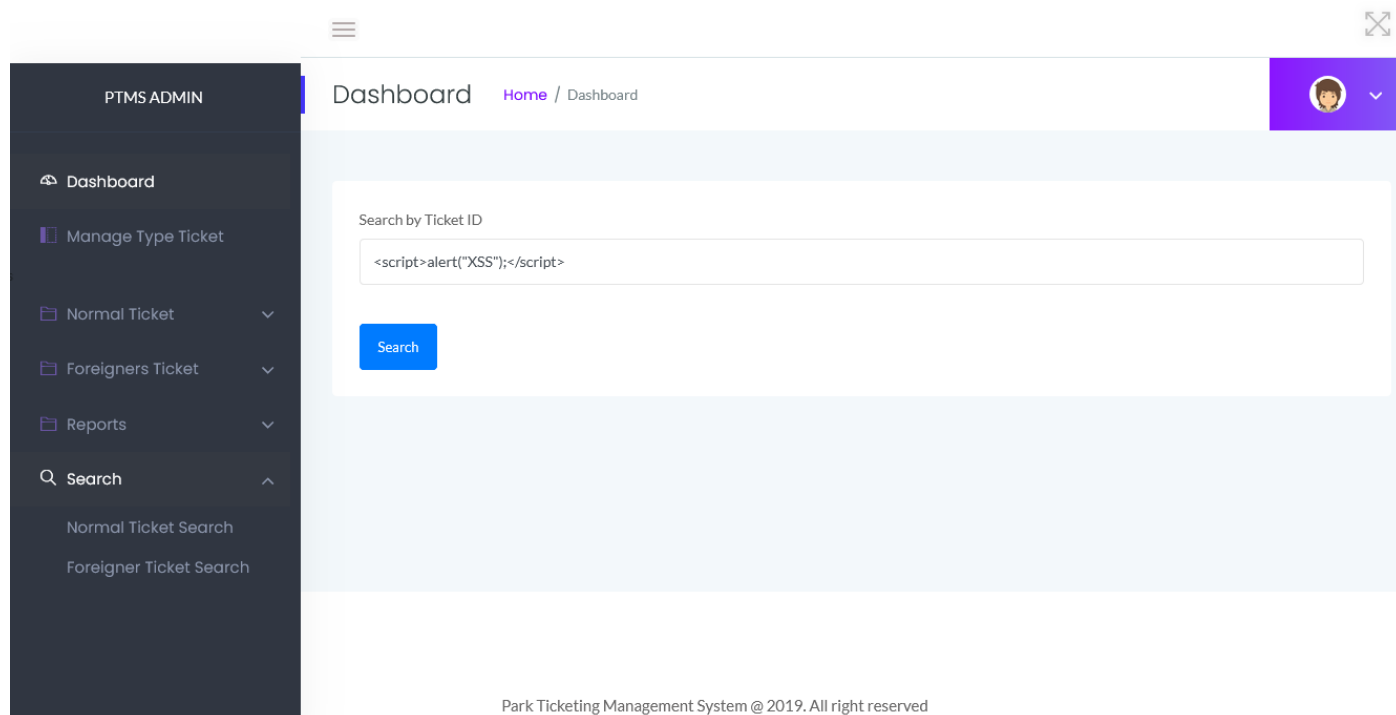 PTMS ADMIN
Dashboard
Manage Type Ticket
Normal Ticket
Foreigners Ticket
Reports
Search
Normal Ticket Search
Foreigner Ticket Search
Dashboard Home / Dashboard
Search by Ticket ID
<script>alert("XSS");</script>
Search
Park Ticketing Management System @ 2019. All right reserved